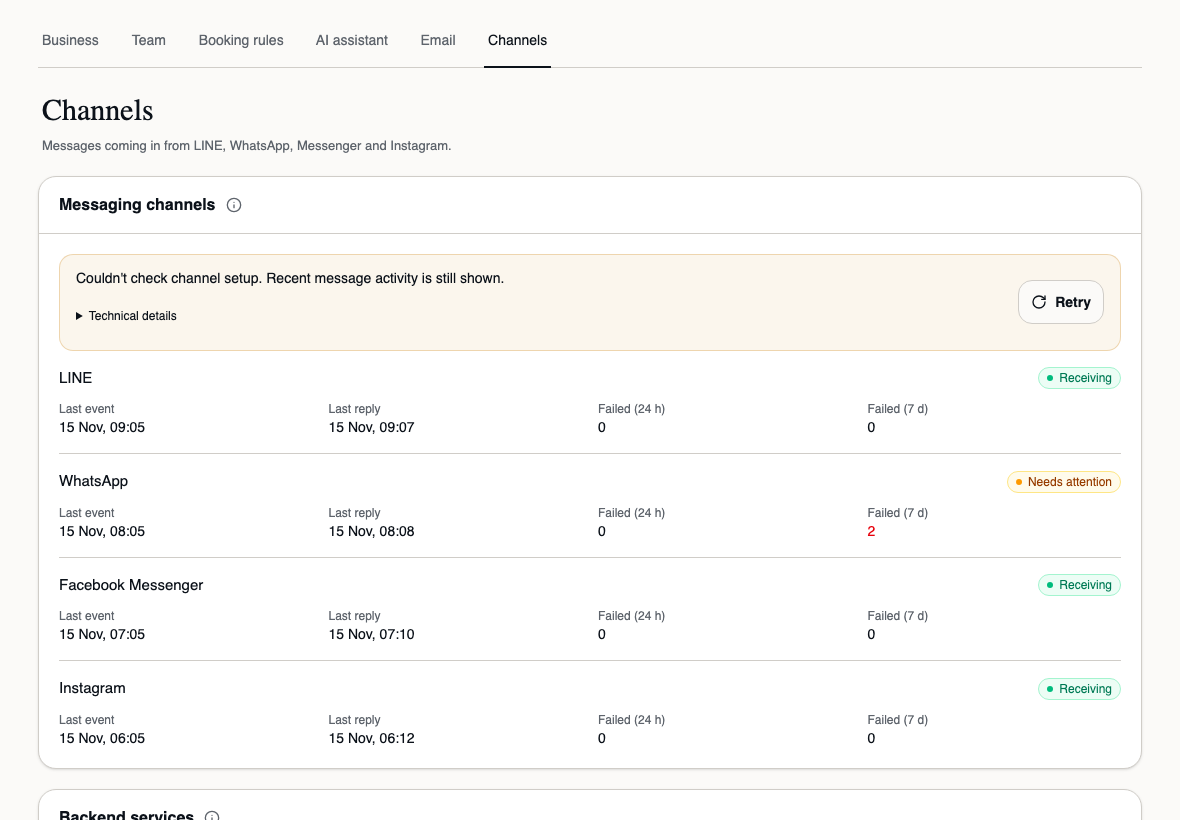 Business Team Booking rules AI assistant Email Channels
Channels
Messages coming in from LINE, WhatsApp, Messenger and Instagram.
Messaging channels
Couldn't check channel setup. Recent message activity is still shown.
Technical details
Retry
LINE Receiving
Last event Last reply Failed (24 h) Failed (7 d)
15 Nov, 09:05 15 Nov, 09:07 0 0
WhatsApp Needs attention
Last event Last reply Failed (24 h) Failed (7 d)
15 Nov, 08:05 15 Nov, 08:08 0 2
Facebook Messenger Receiving
Last event Last reply Failed (24 h) Failed (7 d)
15 Nov, 07:05 15 Nov, 07:10 0 0
Instagram Receiving
Last event Last reply Failed (24 h) Failed (7 d)
15 Nov, 06:05 15 Nov, 06:12 0 0
Backend services